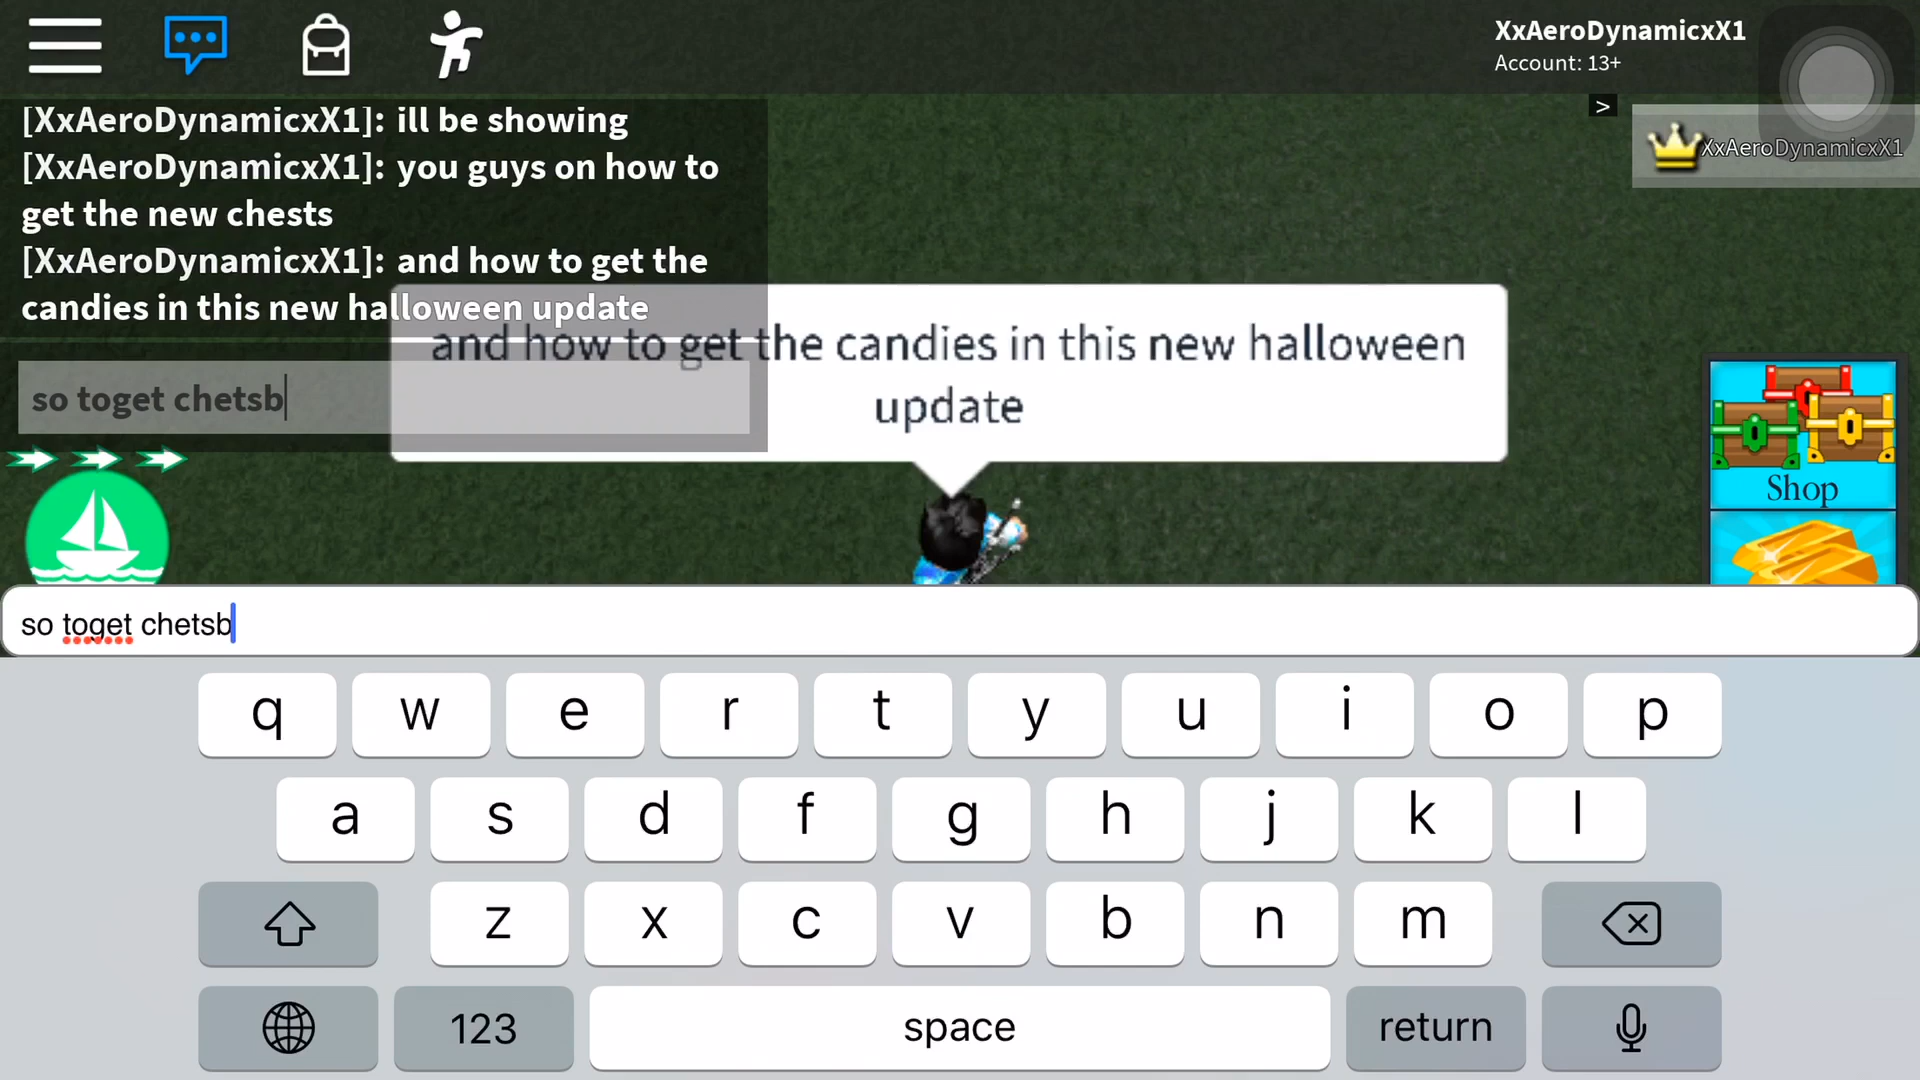 XxAeroDynamicxX1
Account: 13+
>
XxAeroDynamicxX1
[XxAeroDynamicxX1]: ill be showing
[XxAeroDynamicxX1]: you guys on how to
get the new chests
[XxAeroDynamicxX1]: and how to get the
candies in this new halloween update
and how to get the candies in this new halloween
update
so toget chetsb
Shop
so toget chetsb
q w e r t y u i o p
a s d f g h j k l
z x c v b n m
123 space return